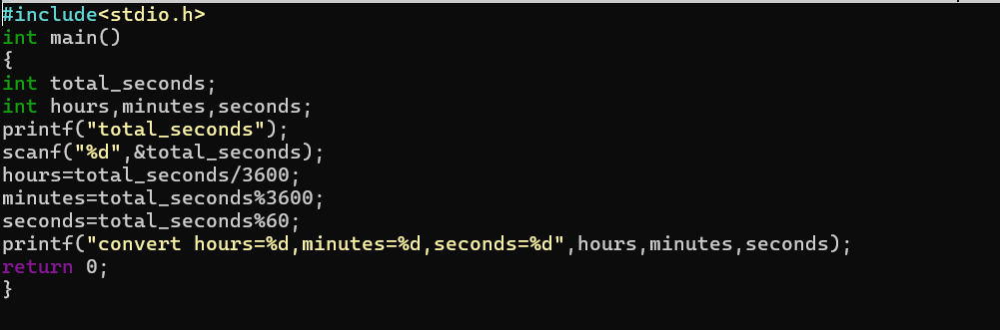 #include<stdio.h>
int main()
{
int total_seconds;
int hours,minutes,seconds;
printf("total_seconds");
scanf("%d",&total_seconds);
hours=total_seconds/3600;
minutes=total_seconds%3600;
seconds=total_seconds%60;
printf("convert hours=%d,minutes=%d,seconds=%d",hours,minutes,seconds);
return 0;
}